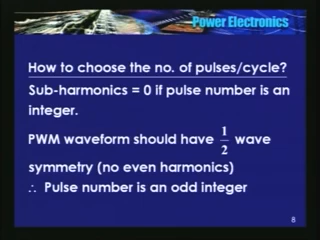 Power Electronics
How to choose the no. of pulses/cycle?
Sub-harmonics = 0 if pulse number is an
integer.
PWM waveform should have 1/2 wave
symmetry (no even harmonics)
∴ Pulse number is an odd integer
8